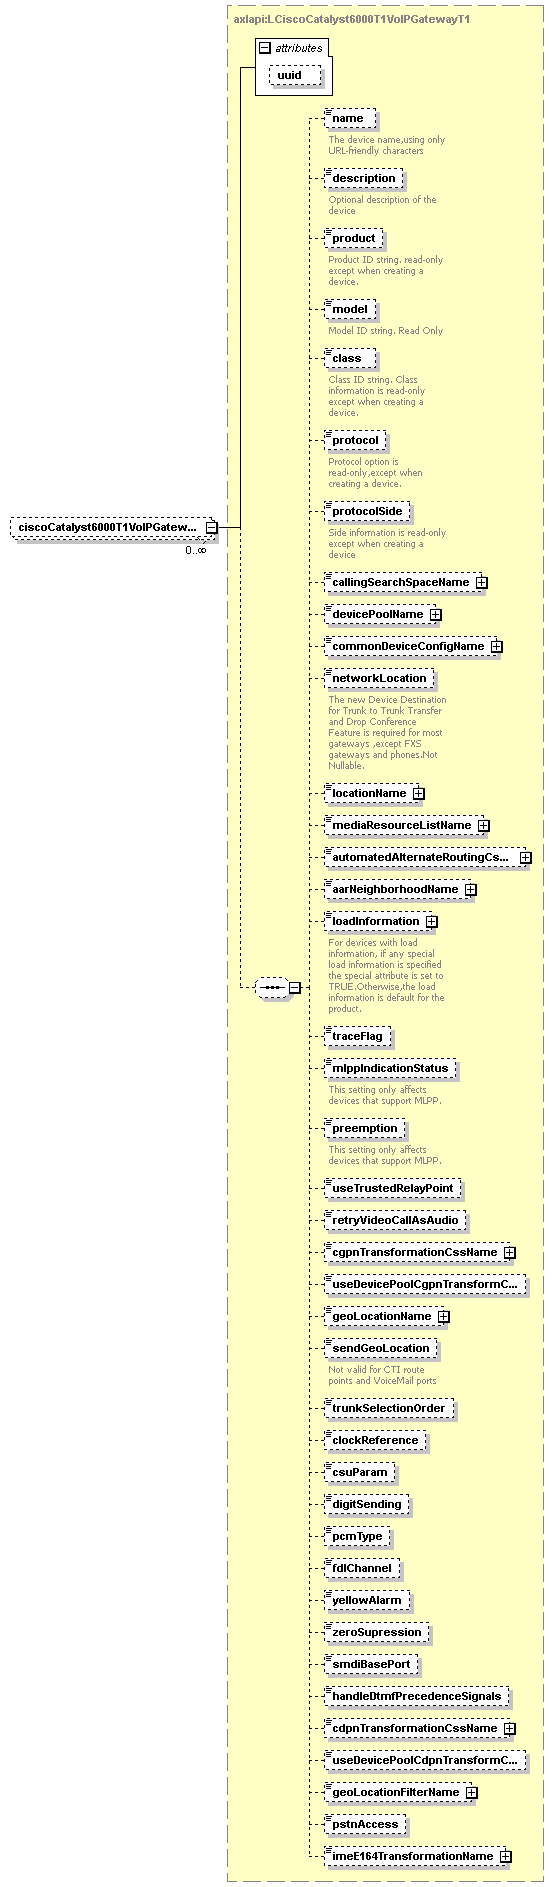 axlapi:LCiscoCatalyst6000T1VoIPGatewayT1
attributes
uuid
name
The device name,using only
URL-friendly characters
description
Optional description of the
device
product
Product ID string. read-only
except when creating a
device.
model
Model ID string. Read Only
class
Class ID string. Class
information is read-only
except when creating a
device.
protocol
Protocol option is
read-only,except when
creating a device.
protocolSide
Side information is read-only
except when creating a
device
ciscoCatalyst6000T1VoIPGatew...
0..∞
callingSearchSpaceName
devicePoolName
commonDeviceConfigName
networkLocation
The new Device Destination
for Trunk to Trunk Transfer
and Drop Conference
Feature is required for most
gateways ,except FXS
gateways and phones.Not
Nullable.
locationName
mediaResourceListName
automatedAlternateRoutingCs...
aarNeighborhoodName
loadInformation
For devices with load
information, if any special
load information is specified
the special attribute is set to
TRUE.Otherwise,the load
information is default for the
product.
traceFlag
mlppIndicationStatus
This setting only affects
devices that support MLPP.
preemption
This setting only affects
devices that support MLPP.
useTrustedRelayPoint
retryVideoCallAsAudio
cgpnTransformationCssName
useDevicePoolCgpnTransformC...
geoLocationName
sendGeoLocation
Not valid for CTI route
points and VoiceMail ports
trunkSelectionOrder
clockReference
csuParam
digitSending
pcmType
fdlChannel
yellowAlarm
zeroSupression
smdiBasePort
handleDtmfPrecedenceSignals
cdpnTransformationCssName
useDevicePoolCdpnTransformC...
geoLocationFilterName
pstnAccess
imeE164TransformationName